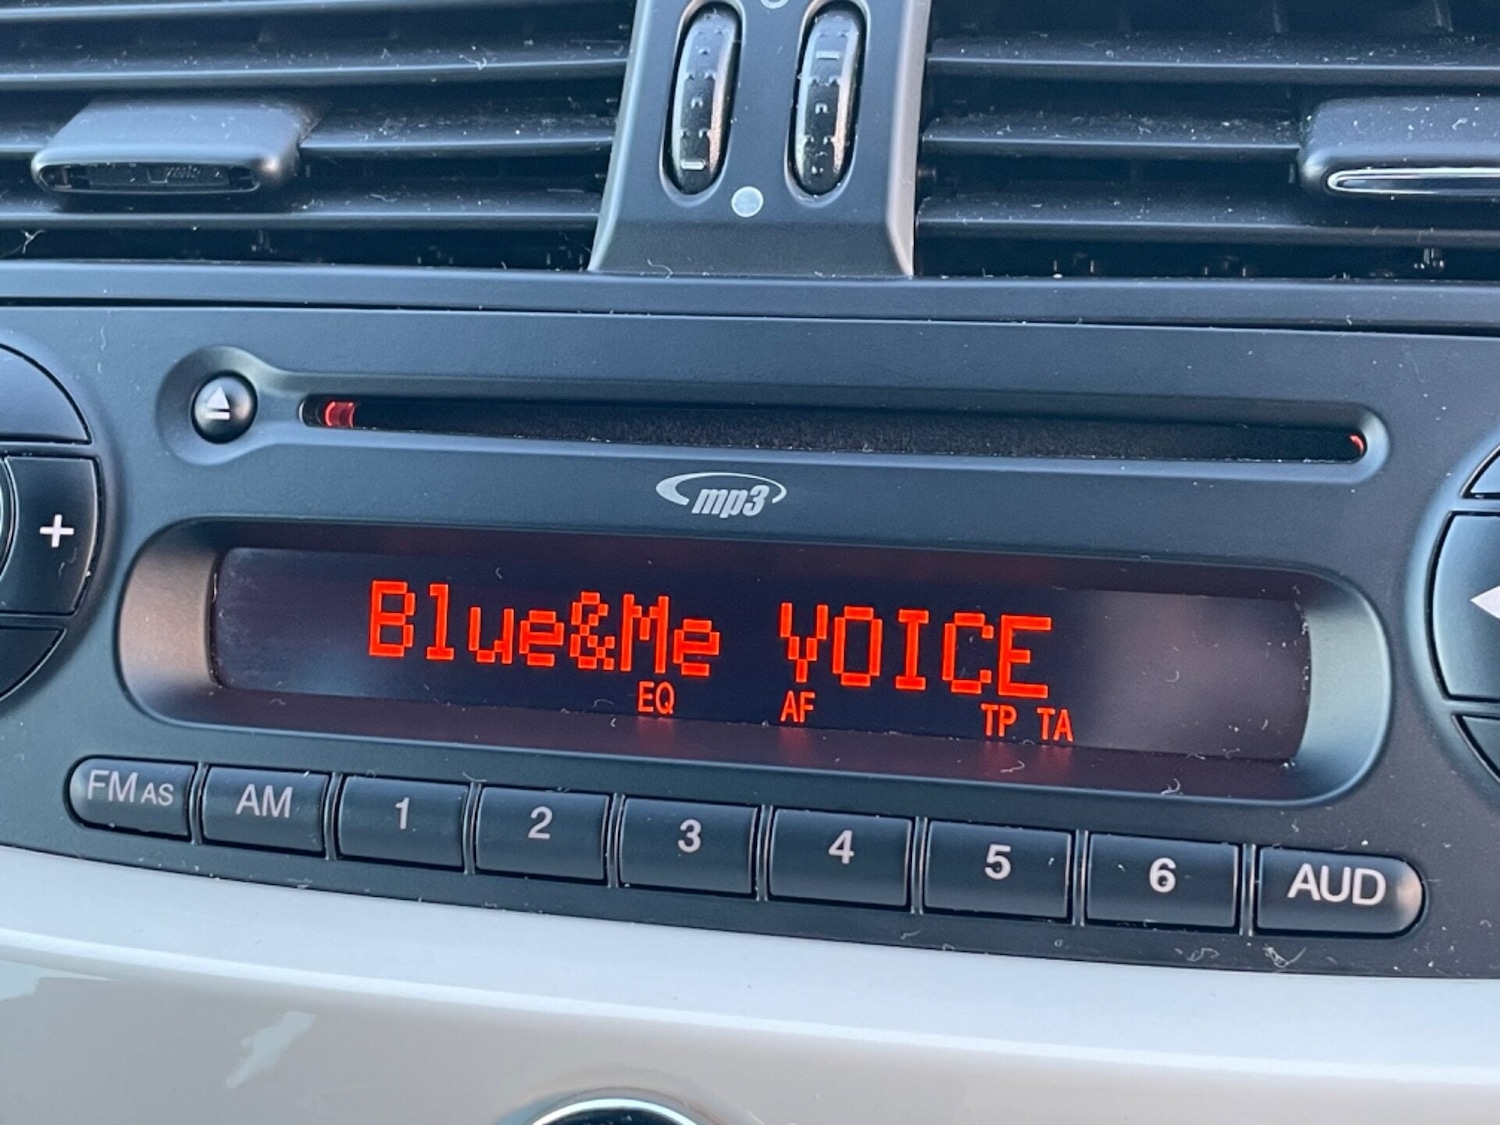 mp3
Blue&Me VOICE
EQ AF TP TA
FM AS AM 1 2 3 4 5 6 AUD